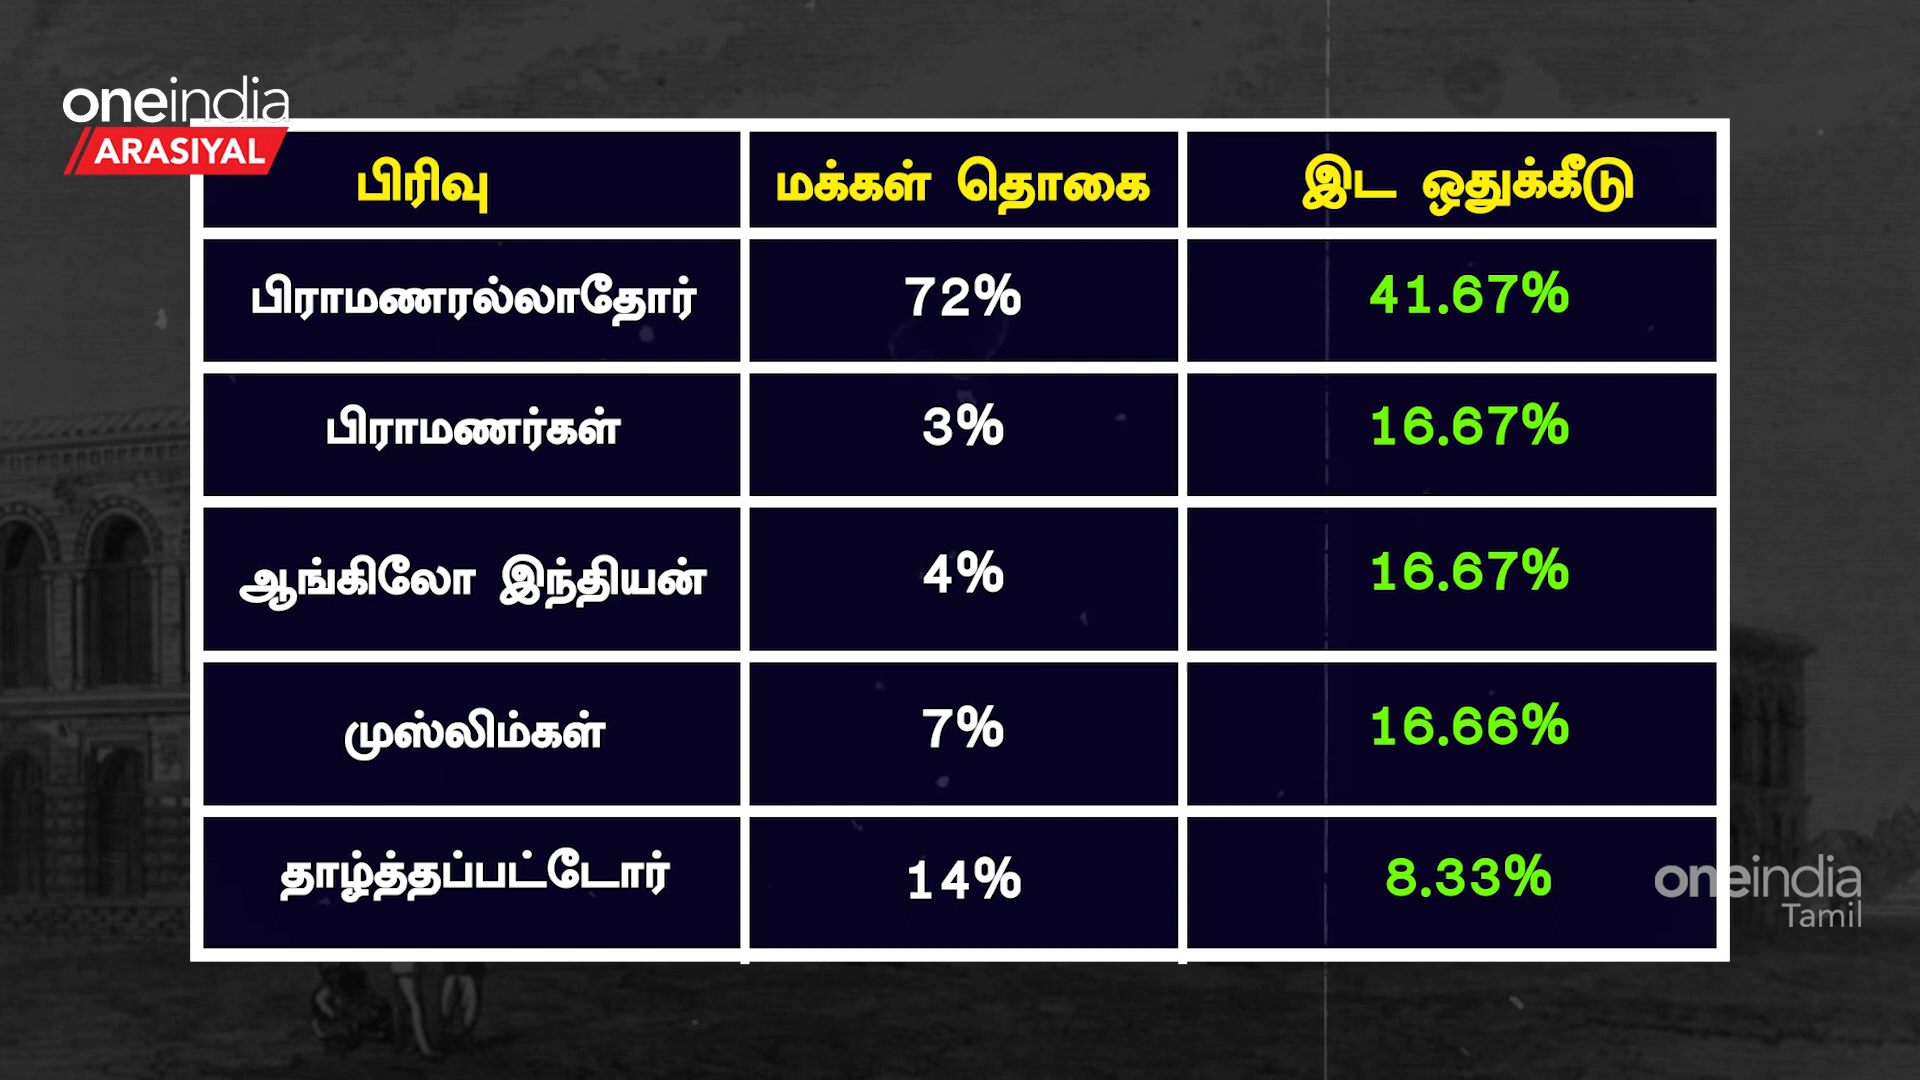 oneindia
ARASIYAL
பிரிவு மக்கள் தொகை இட ஒதுக்கீடு
பிராமணரல்லாதோர் 72% 41.67%
பிராமணர்கள் 3% 16.67%
ஆங்கிலோ இந்தியன் 4% 16.67%
முஸ்லிம்கள் 7% 16.66%
தாழ்த்தப்பட்டோர் 14% 8.33%
oneindia
Tamil